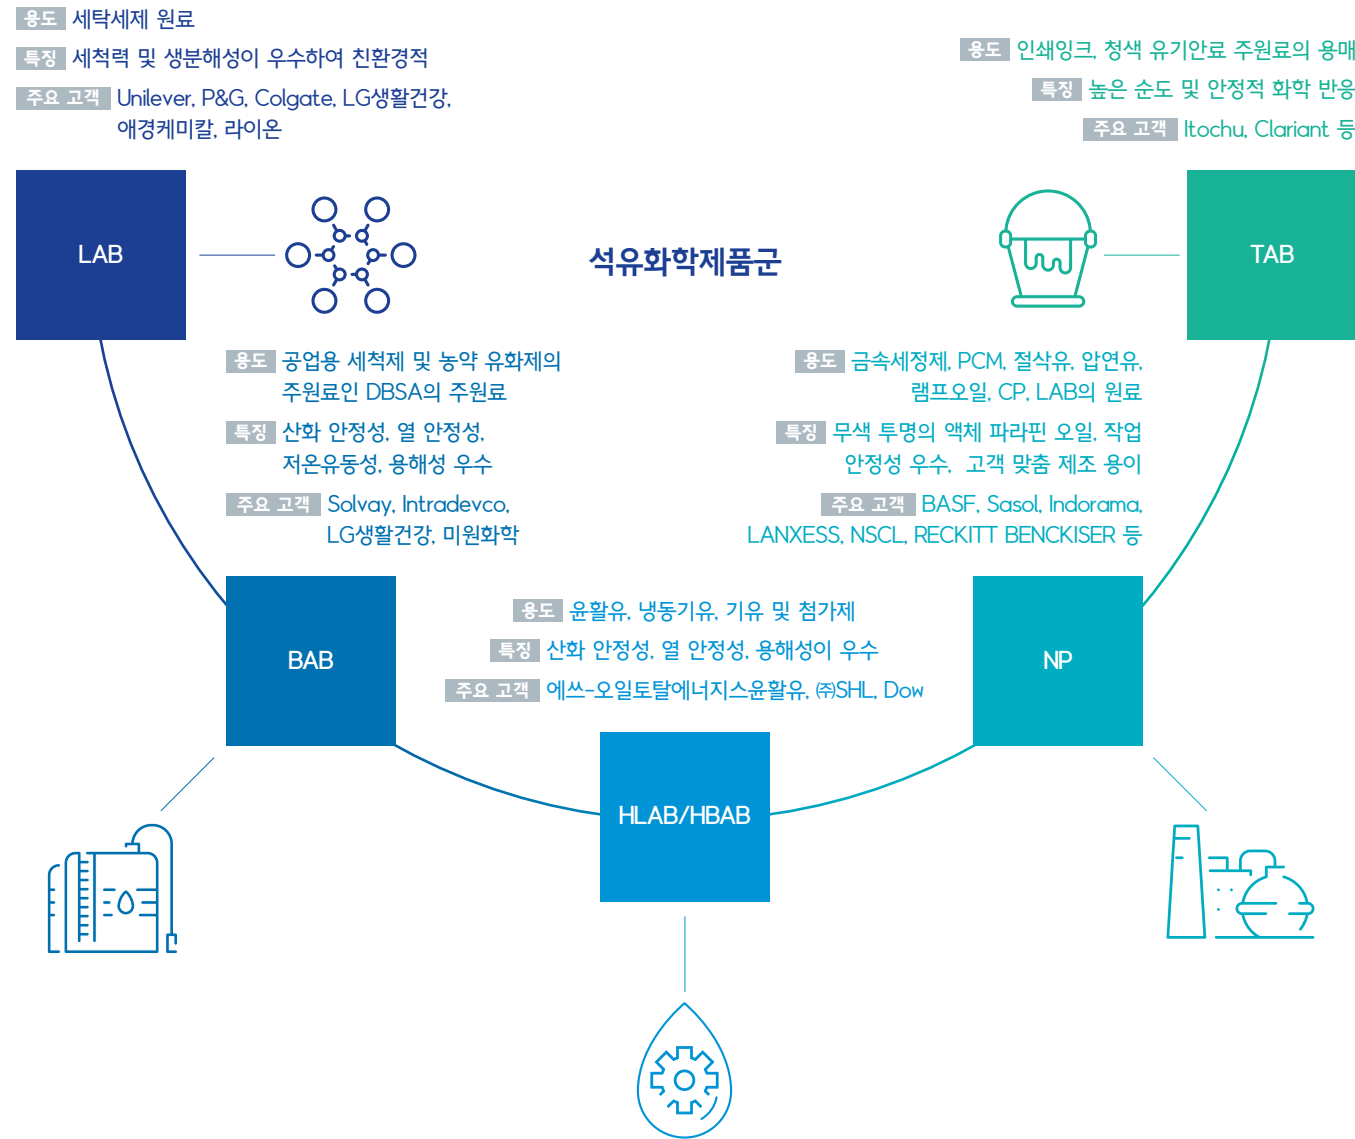 용도 세탁세제 원료
특징 세척력 및 생분해성이 우수하여 친환경적
주요 고객 Unilever, P&G, Colgate, LG생활건강,
애경케미칼, 라이온
LAB
석유화학제품군
용도 인쇄잉크, 청색 유기안료 주원료의 용매
특징 높은 순도 및 안정적 화학 반응
주요 고객 Itochu, Clariant 등
TAB
용도 공업용 세척제 및 농약 유화제의
주원료인 DBSA의 주원료
특징 산화 안정성, 열 안정성,
저온유동성, 용해성 우수
주요 고객 Solvay, Intradevco,
LG생활건강, 미원화학
BAB
용도 금속세정제, PCM, 절삭유, 압연유,
램프오일, CP, LAB의 원료
특징 무색 투명의 액체 파라핀 오일, 작업
안정성 우수, 고객 맞춤 제조 용이
주요 고객 BASF, Sasol, Indorama,
LANXESS, NSCL, RECKITT BENCKISER 등
NP
용도 윤활유, 냉동기유, 기유 및 첨가제
특징 산화 안정성, 열 안정성, 용해성이 우수
주요 고객 에쓰-오일토탈에너지스윤활유, ㈜SHL, Dow
HLAB/HBAB